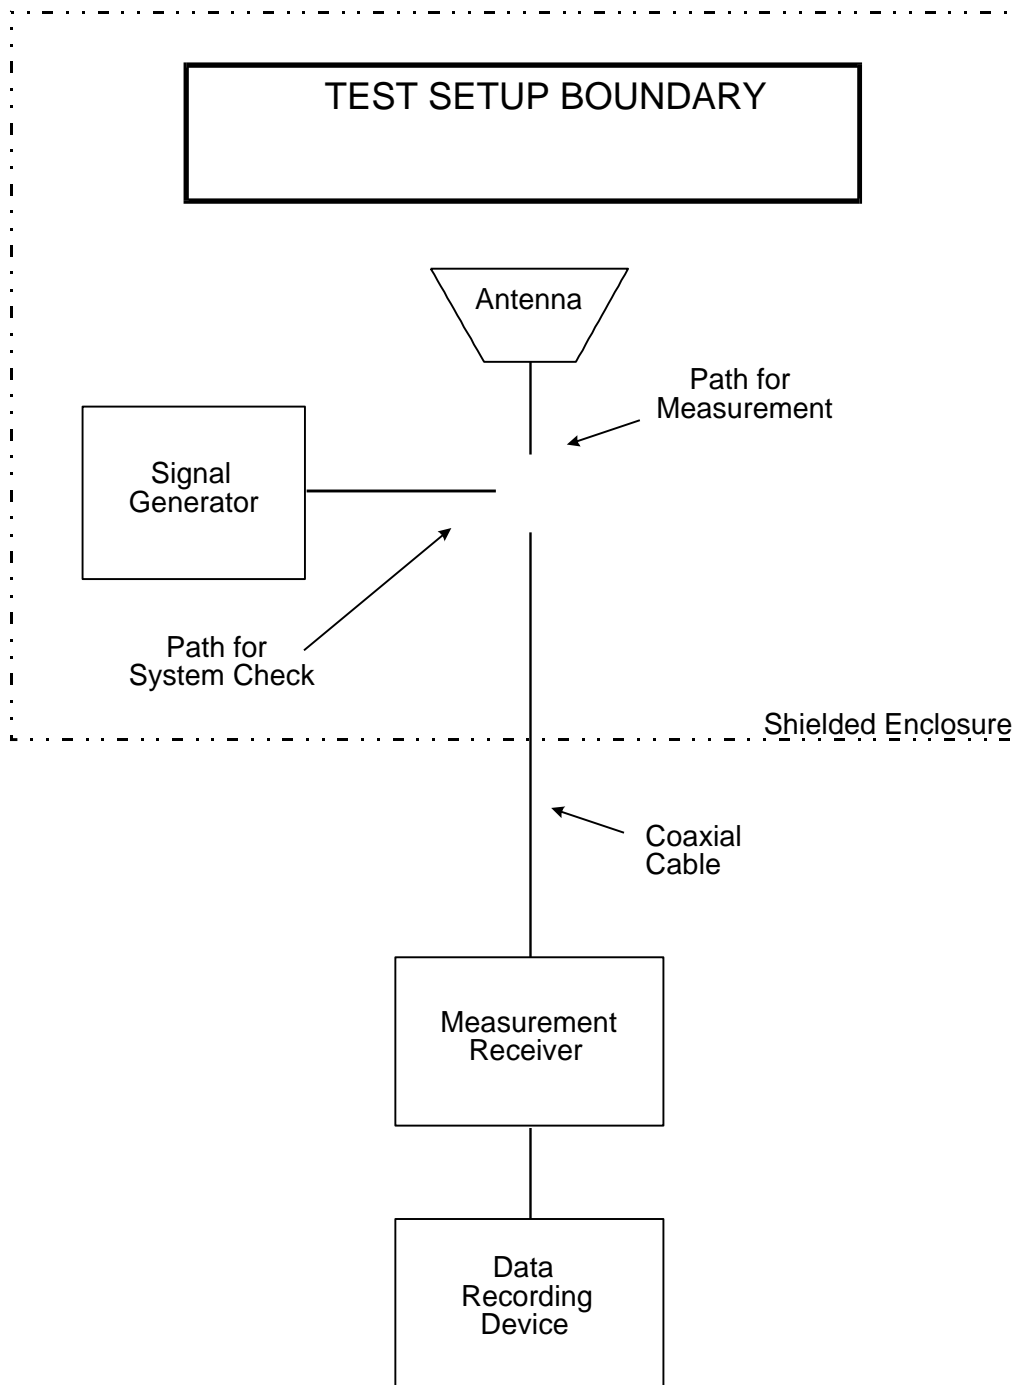 TEST SETUP BOUNDARY
Antenna
Path for
Measurement
Signal
Generator
Path for
System Check
Shielded Enclosure
Coaxial
Cable
Measurement
Receiver
Data
Recording
Device